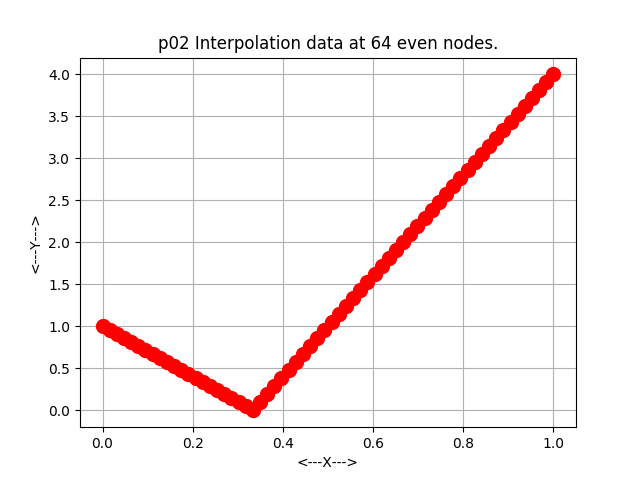 p02 Interpolation data at 64 even nodes.
4.0
3.5
3.0
2.5
2.0
1.5
1.0
0.5
0.0
<---Y--->
0.0 0.2 0.4 0.6 0.8 1.0
<---X--->